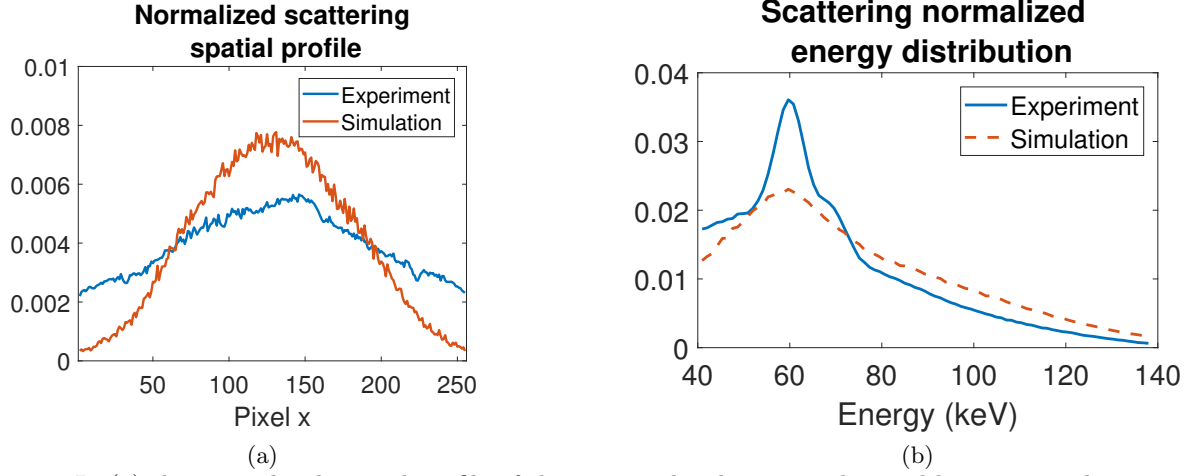 Normalized scattering
spatial profile
0.01
0.008
0.006
0.004
0.002
0
Experiment
Simulation
50
100
150
200
250
Pixel x
(a)
Scattering normalized
energy distribution
0.04
0.03
0.02
0.01
0
Experiment
Simulation
40
60
80
100
120
140
Energy (keV)
(b)